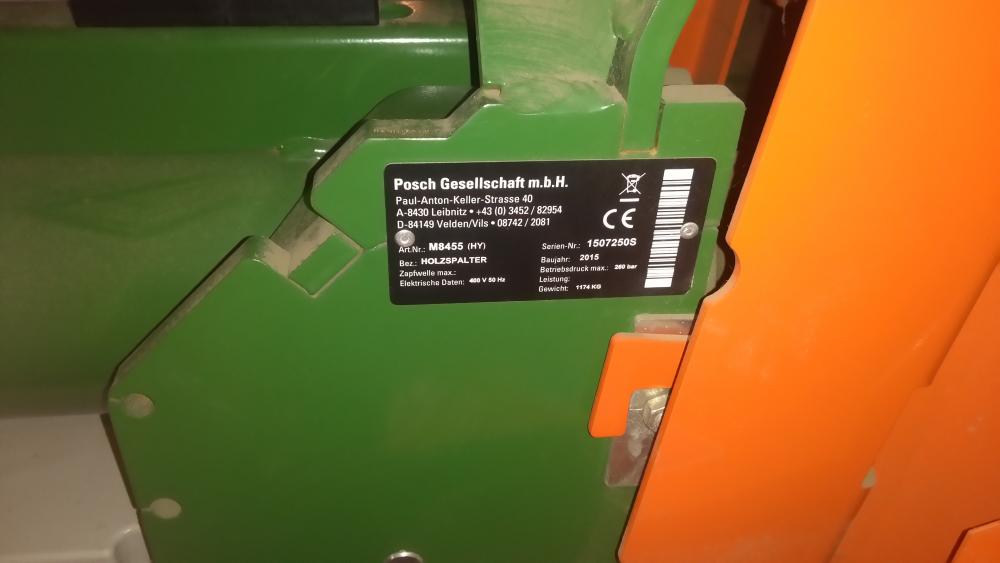 Posch Gesellschaft m.b.H.
Paul-Anton-Keller-Strasse 40
A-8430 Leibnitz • +43 (0) 3452 / 82954
D-84149 Velden/Vils • 08742 / 2081
Art.Nr.: M8455 (HY)
Bez.: HOLZSPALTER
Zapfwelle max.:
Elektrische Daten: 400 V 50 Hz
CE
Serien-Nr.: 1507250S
Baujahr: 2015
Betriebsdruck max.: 260 bar
Leistung:
Gewicht: 1174 KG